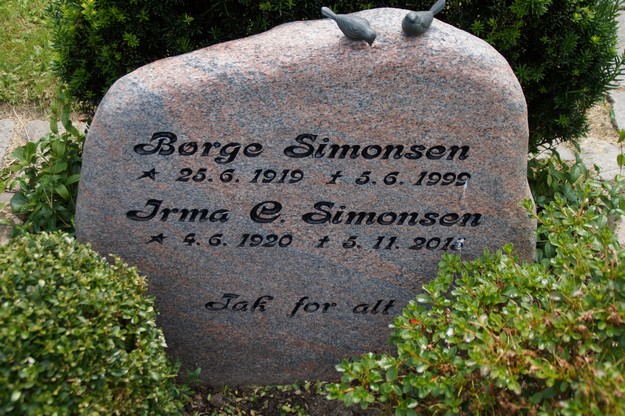 Børge Simonsen
* 25. 6. 1919 † 5. 6. 1999
Irma C. Simonsen
* 4. 6. 1920 † 5. 11.
Tak for alt